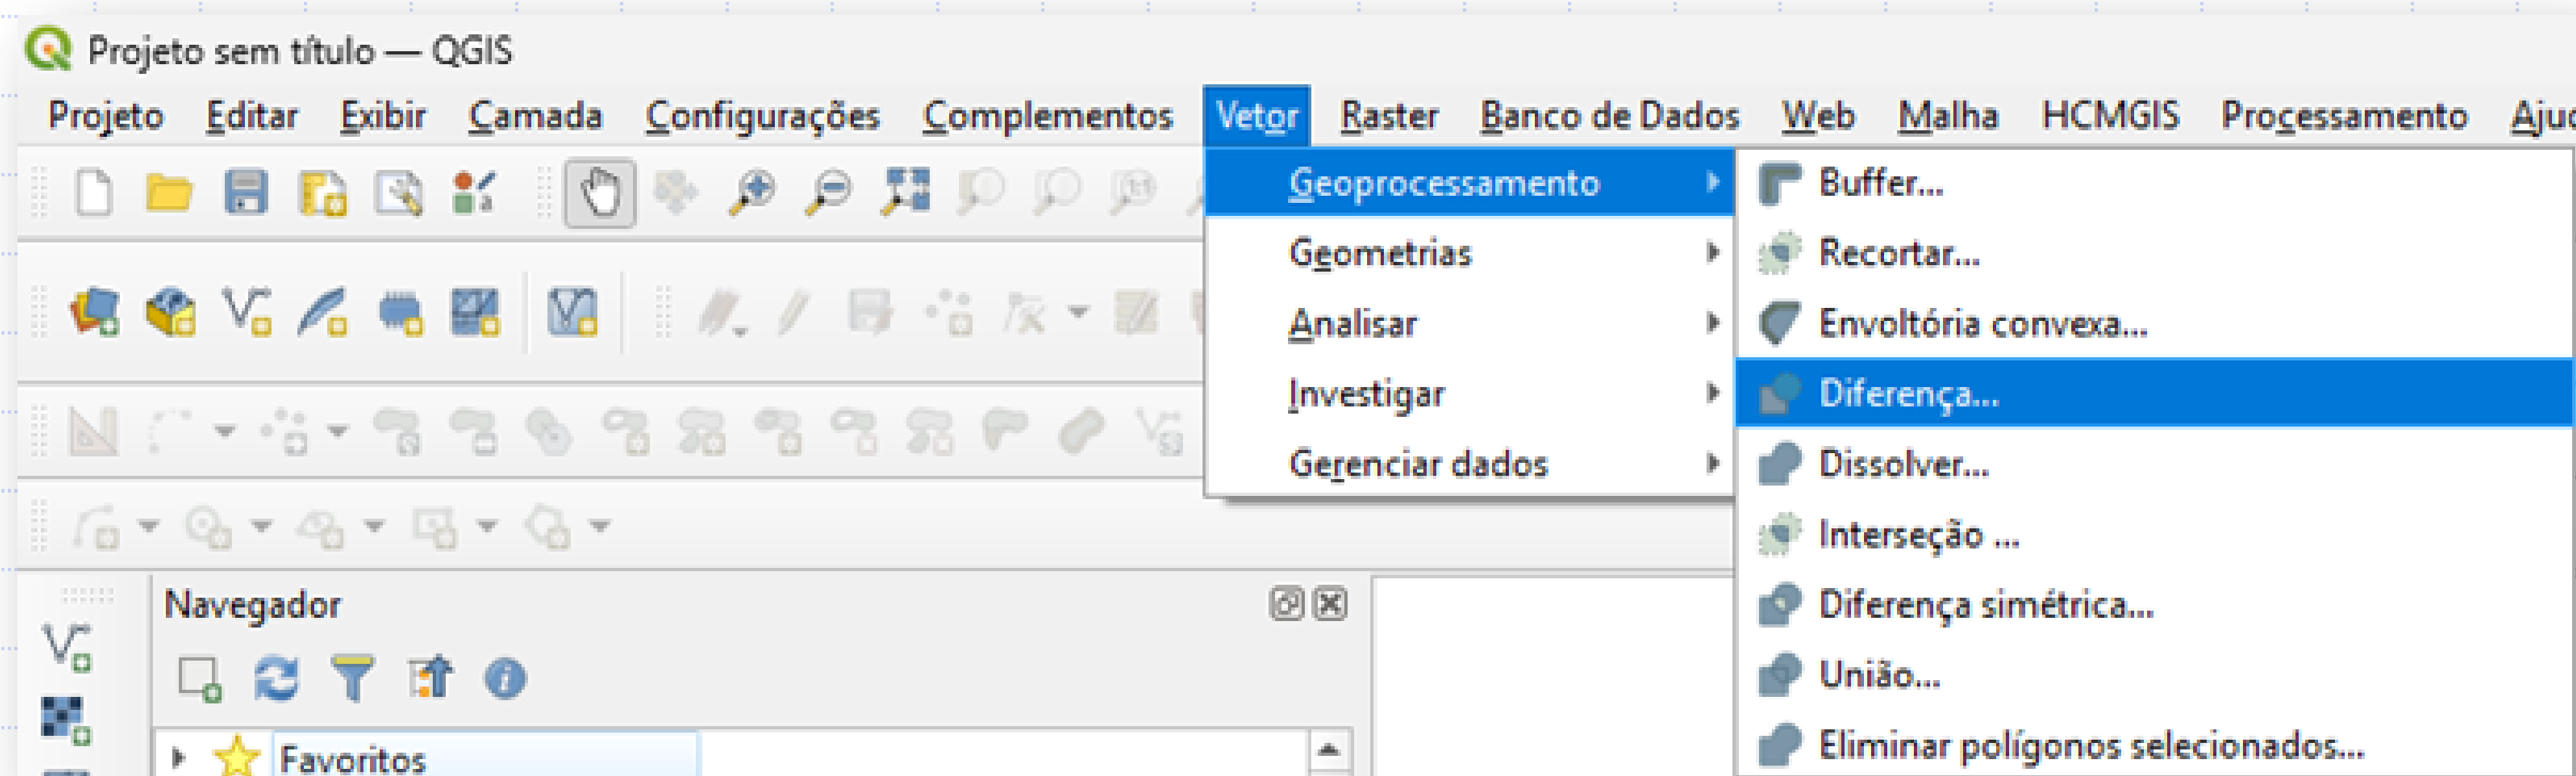 Projeto sem título — QGIS
Projeto Editar Exibir Camada Configurações Complementos Vetor Raster Banco de Dados Web Malha HCMGIS Processamento
Geoprocessamento
Geometrias
Analisar
Investigar
Gerenciar dados
Buffer...
Recortar...
Envoltória convexa...
Diferença...
Dissolver...
Interseção ...
Diferença simétrica...
União...
Eliminar polígonos selecionados...
Navegador
Favoritos